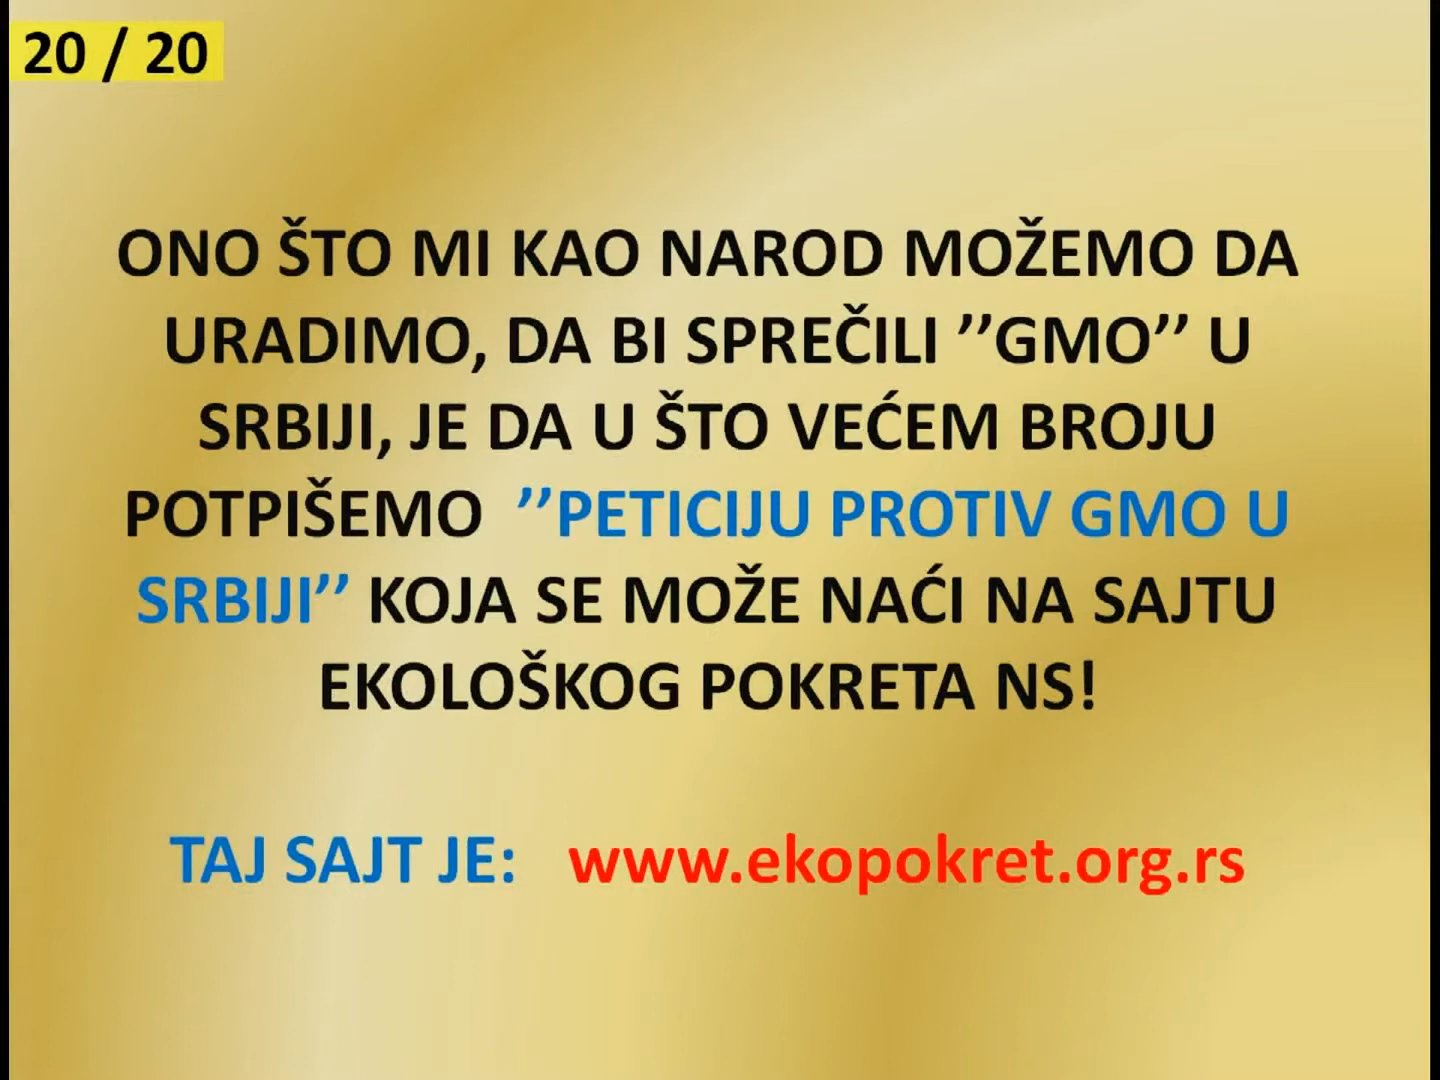 20 / 20
ONO ŠTO MI KAO NAROD MOŽEMO DA
URADIMO, DA BI SPREČILI ’’GMO’’ U
SRBIJI, JE DA U ŠTO VEĆEM BROJU
POTPIŠEMO ’’PETICIJU PROTIV GMO U
SRBIJI’’ KOJA SE MOŽE NAĆI NA SAJTU
EKOLOŠKOG POKRETA NS!
TAJ SAJT JE: www.ekopokret.org.rs